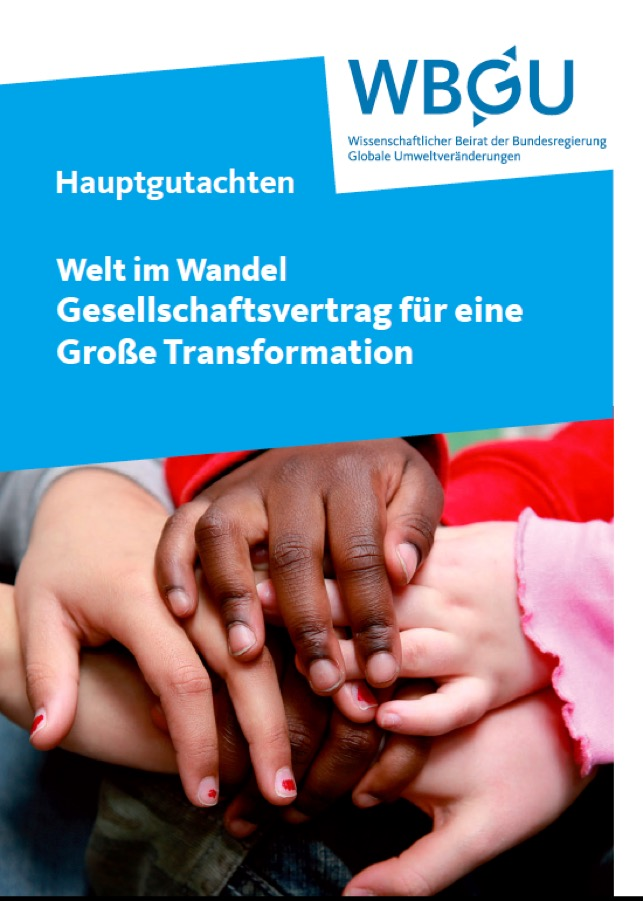 WBGU
Wissenschaftlicher Beirat der Bundesregierung
Globale Umweltveränderungen
Hauptgutachten
Welt im Wandel
Gesellschaftsvertrag für eine
Große Transformation